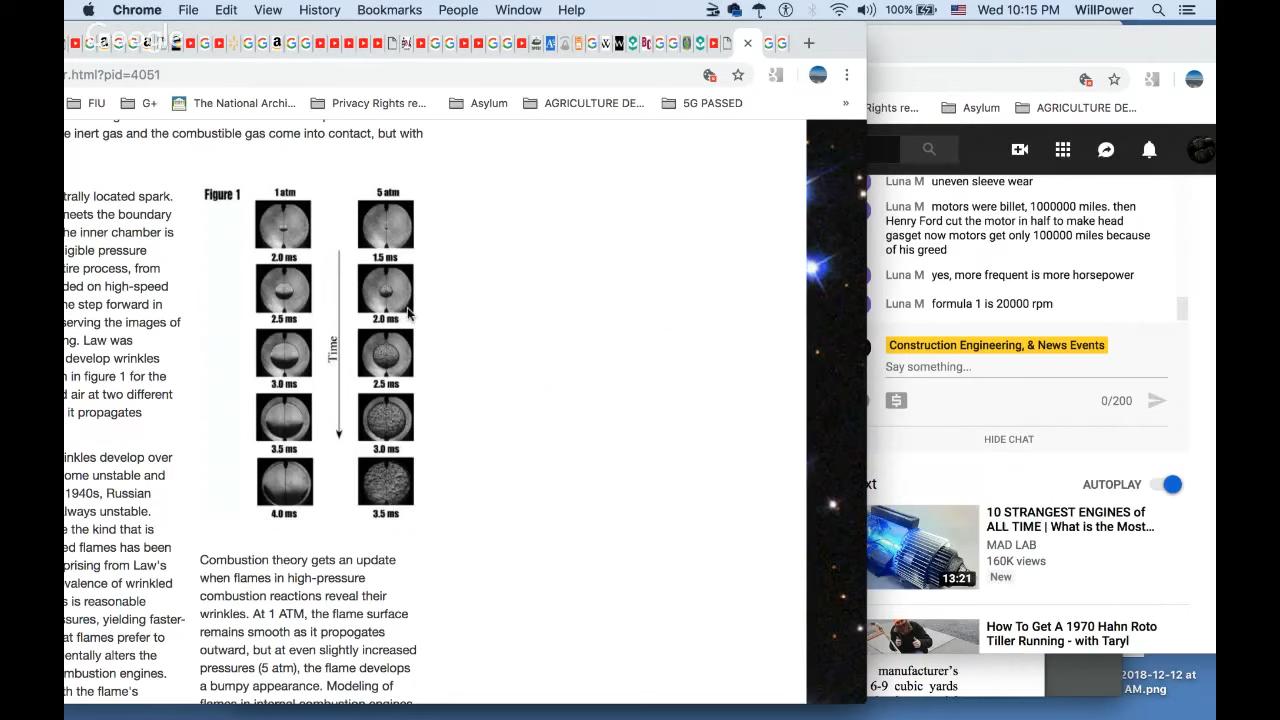 Chrome File Edit View History Bookmarks People Window Help 100% Wed 10:15 PM WillPower
Google
r.html?pid=4051
FIU G+ The National Archi... Privacy Rights re... Asylum AGRICULTURE DE... 5G PASSED »
Rights re... Asylum AGRICULTURE DE...
e inert gas and the combustible gas come into contact, but with
trally located spark.
neets the boundary
he inner chamber is
igible pressure
tire process, from
ded on high-speed
ne step forward in
serving the images of
ng. Law was
develop wrinkles
n in figure 1 for the
d air at two different
it propagates
inkles develop over
ome unstable and
1940s, Russian
always unstable.
e the kind that is
ed flames has been
prising from Law's
valence of wrinkled
s is reasonable
ssures, yielding faster-
at flames prefer to
entally alters the
mbustion engines.
th the flame's
Figure 1
1 atm 5 atm
2.0 ms 1.5 ms
2.5 ms 2.0 ms
Time
3.0 ms 2.5 ms
3.5 ms 3.0 ms
4.0 ms 3.5 ms
Combustion theory gets an update
when flames in high-pressure
combustion reactions reveal their
wrinkles. At 1 ATM, the flame surface
remains smooth as it propogates
outward, but at even slightly increased
pressures (5 atm), the flame develops
a bumpy appearance. Modeling of
flames in internal combustion engines
Luna M uneven sleeve wear
Luna M motors were billet, 1000000 miles. then
Henry Ford cut the motor in half to make head
gasget now motors get only 100000 miles because
of his greed
Luna M yes, more frequent is more horsepower
Luna M formula 1 is 20000 rpm
Construction Engineering, & News Events
Say something...
0/200
HIDE CHAT
xt AUTOPLAY
10 STRANGEST ENGINES of
ALL TIME | What is the Most...
MAD LAB
160K views
New
13:21
How To Get A 1970 Hahn Roto
Tiller Running - with Taryl
manufacturer's
6-9 cubic yards
2018-12-12 at
AM.png